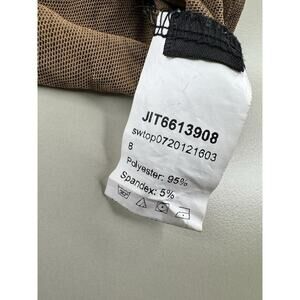 JIT6613908
swtop0720121603
8
Polyester: 95%
Spandex: 5%